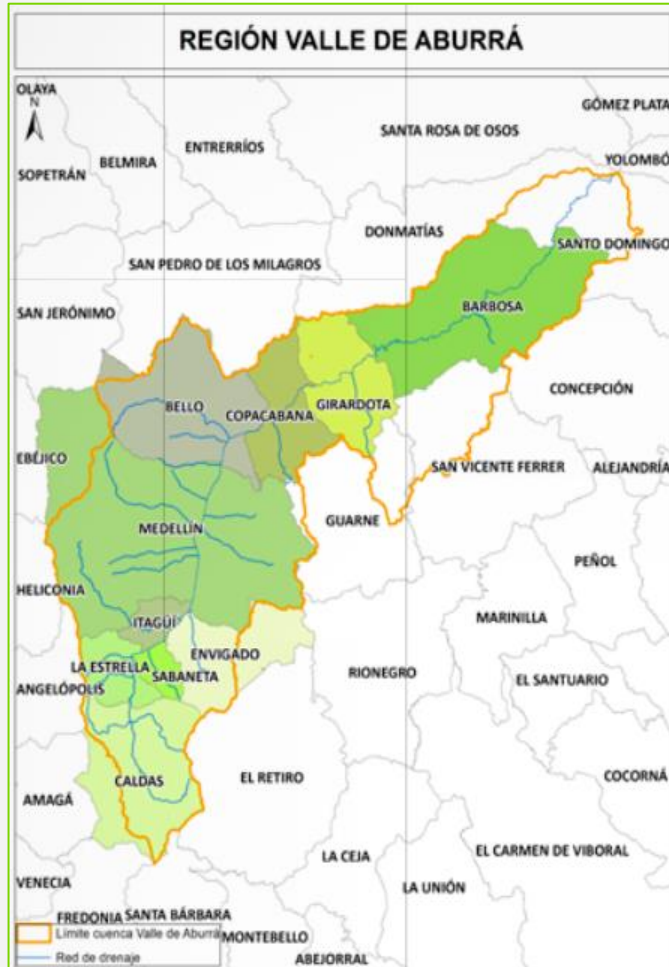 REGIÓN VALLE DE ABURRÁ
OLAYA
N
GÓMEZ PLATA
SANTA ROSA DE OSOS
ENTRERRÍOS
BELMIRA
YOLOMBÓ
SOPETRÁN
DONMATÍAS
SANTO DOMINGO
SAN PEDRO DE LOS MILAGROS
SAN JERÓNIMO
BARBOSA
CONCEPCIÓN
BELLO
COPACABANA
GIRARDOTA
EBÉJICO
SAN VICENTE FERRER
ALEJANDRÍA
GUARNE
MEDELLÍN
PEÑOL
HELICONIA
MARINILLA
ITAGÜÍ
ENVIGADO
LA ESTRELLA
SABANETA
RIONEGRO
EL SANTUARIO
ANGELÓPOLIS
CALDAS
EL RETIRO
COCORNÁ
AMAGÁ
EL CARMEN DE VIBORAL
LA CEJA
VENECIA
LA UNIÓN
FREDONIA
SANTA BÁRBARA
Límite cuenca Valle de Aburrá
MONTEBELLO
Red de drenaje
ABEJORRAL